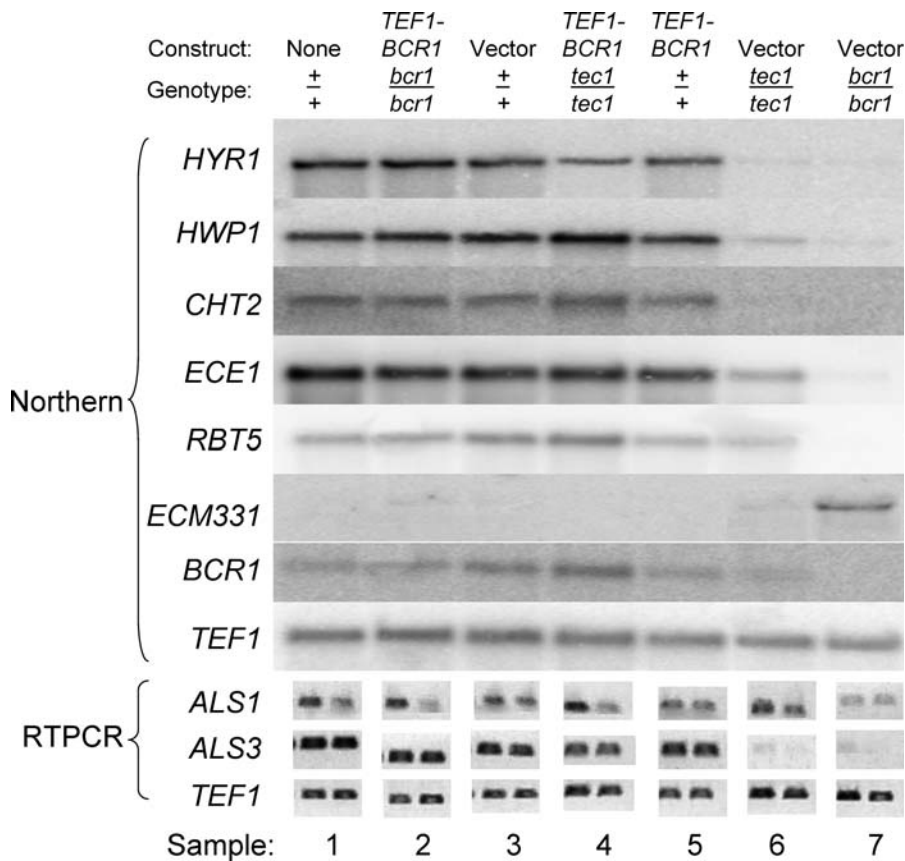 Construct: None TEF1-BCR1 Vector TEF1-BCR1 TEF1-BCR1 Vector Vector
Genotype: +/+ bcr1/bcr1 +/+ tec1/tec1 +/+ tec1/tec1 bcr1/bcr1
Northern
HYR1
HWP1
CHT2
ECE1
RBT5
ECM331
BCR1
TEF1
RTPCR
ALS1
ALS3
TEF1
Sample: 1 2 3 4 5 6 7